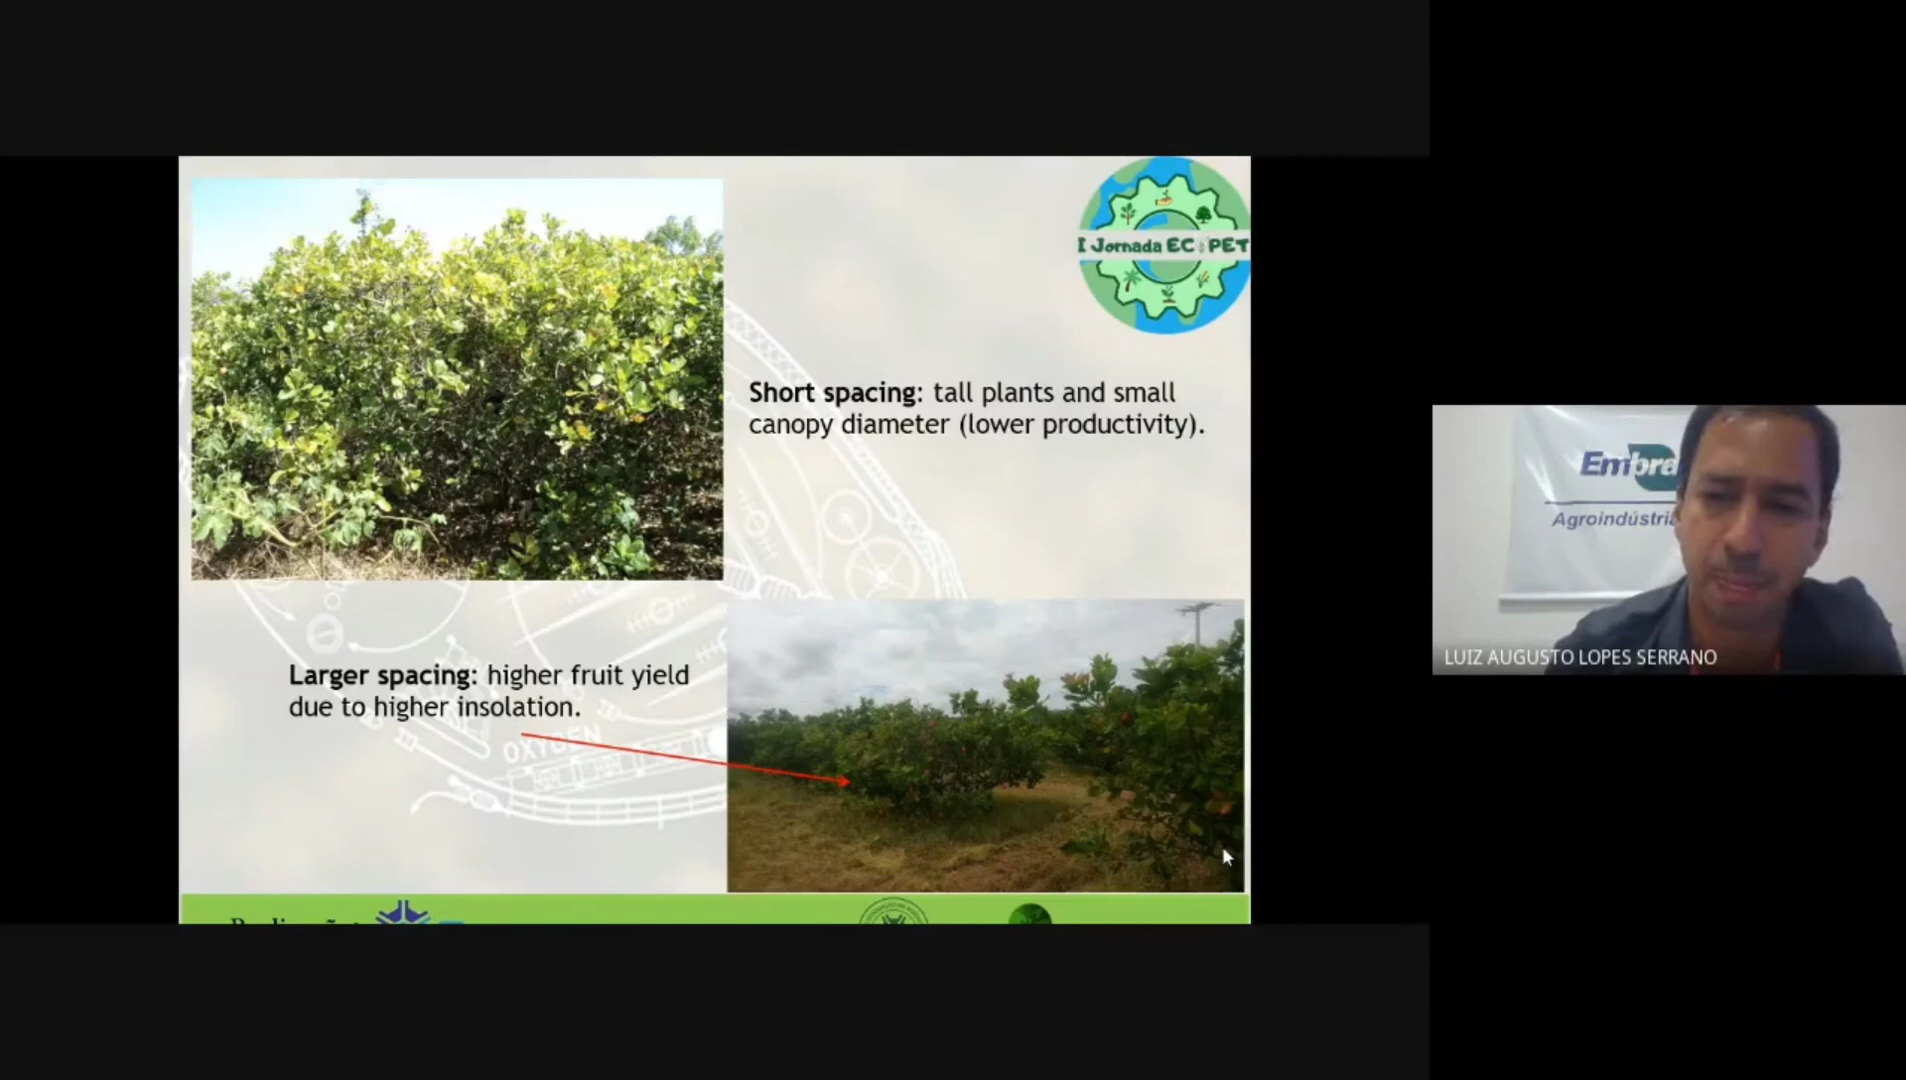 I Jornada EC PET
Short spacing: tall plants and small
canopy diameter (lower productivity).
Larger spacing: higher fruit yield
due to higher insolation.
OXYGEN
Embra
Agroindústria
LUIZ AUGUSTO LOPES SERRANO